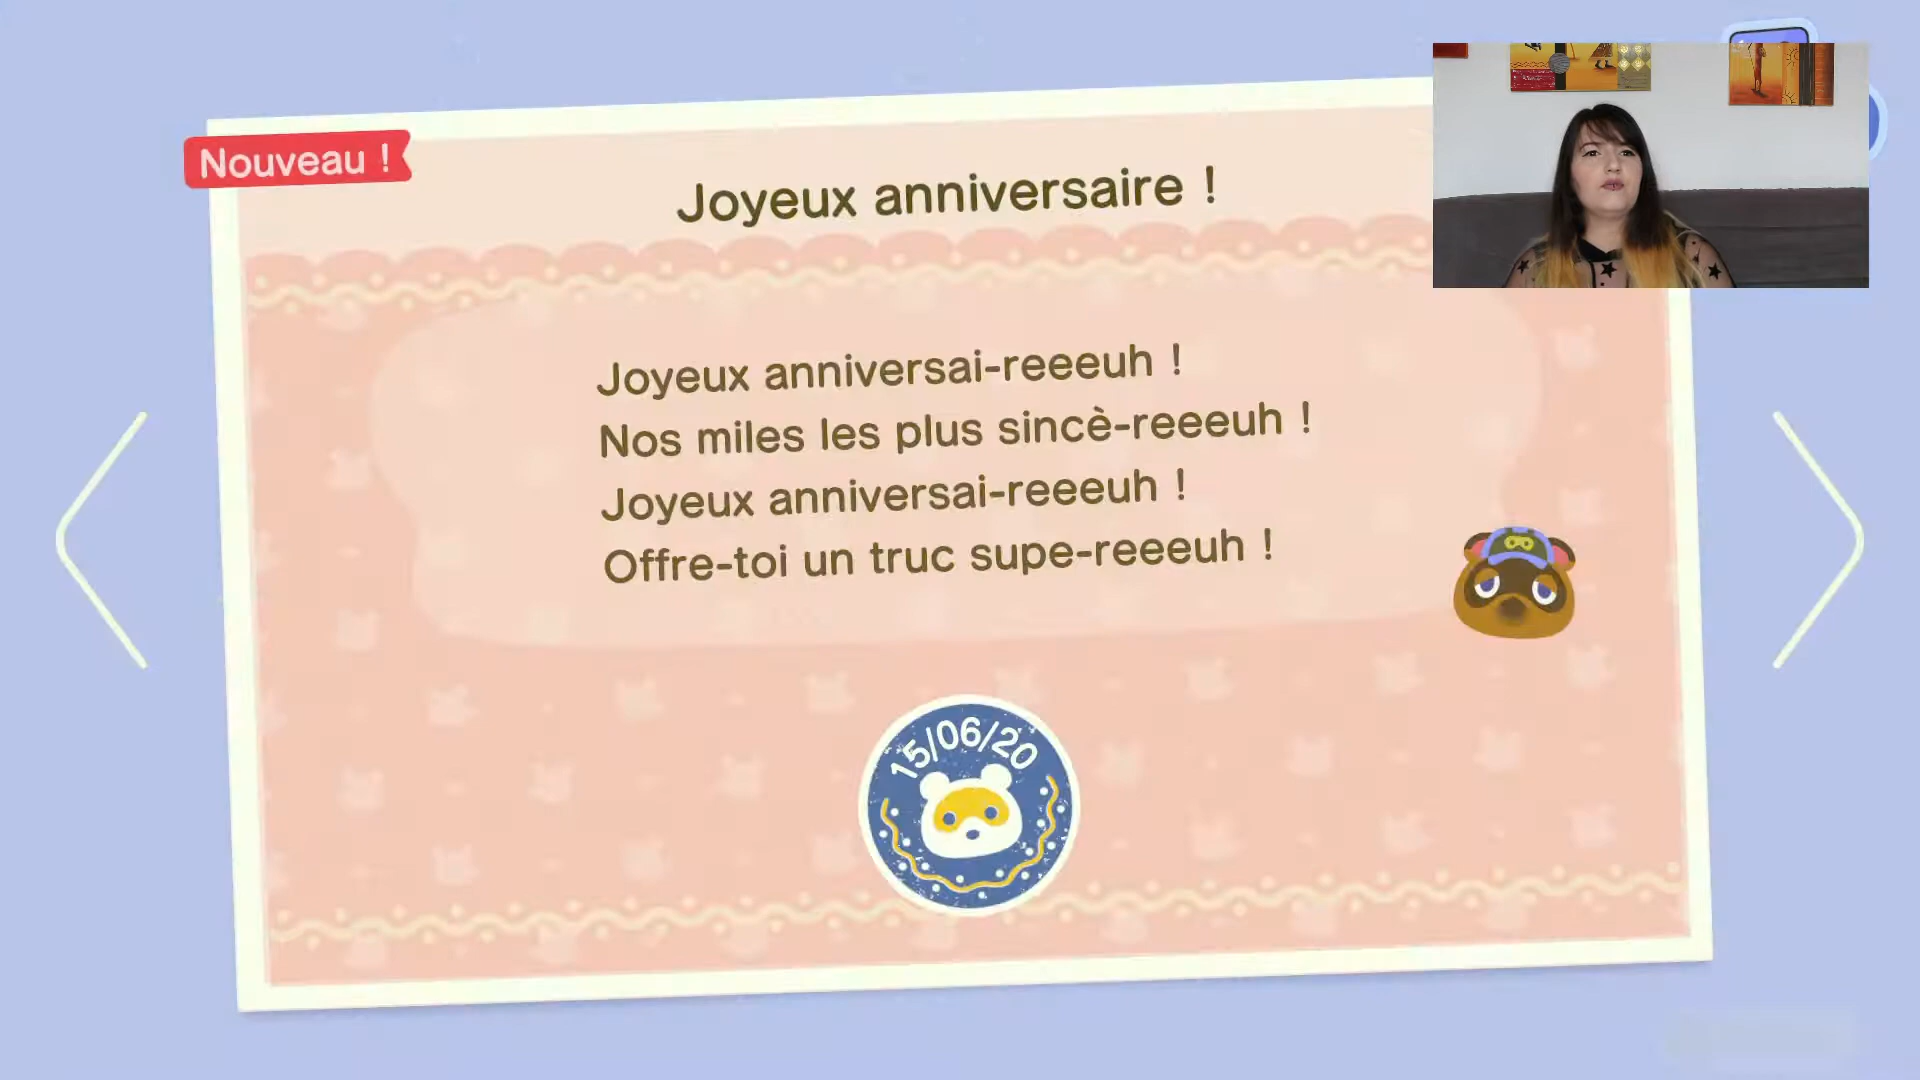 Nouveau !
Joyeux anniversaire !
Joyeux anniversai-reeeuh !
Nos miles les plus sincè-reeeuh !
Joyeux anniversai-reeeuh !
Offre-toi un truc supe-reeeuh !
15/06/20